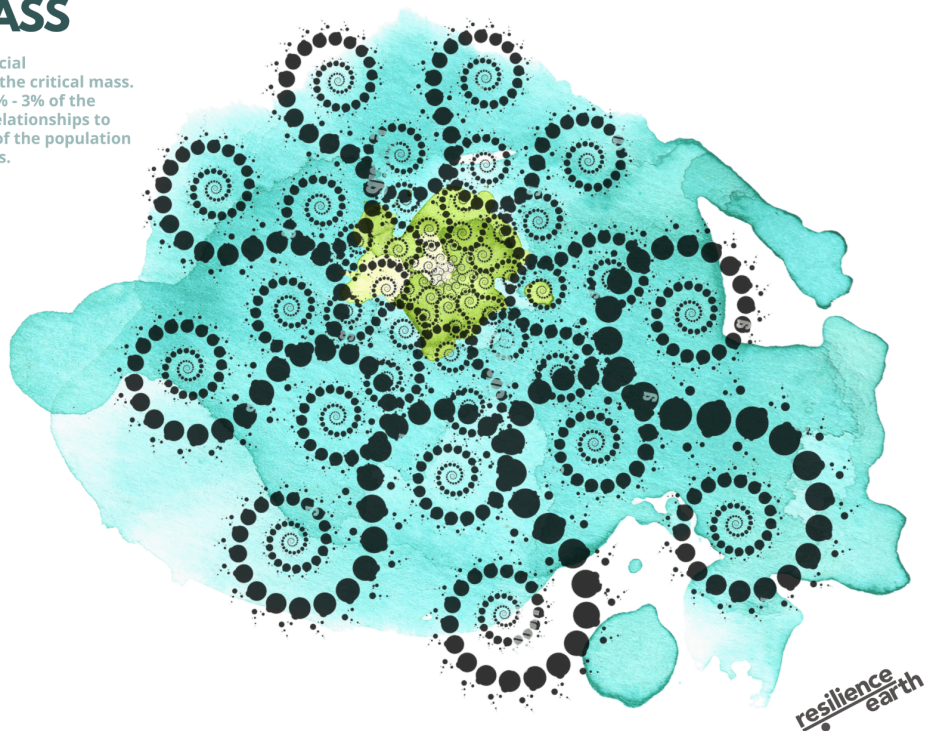 ASS
cial
the critical mass.
% - 3% of the
elationships to
of the population
s.
resilience
earth